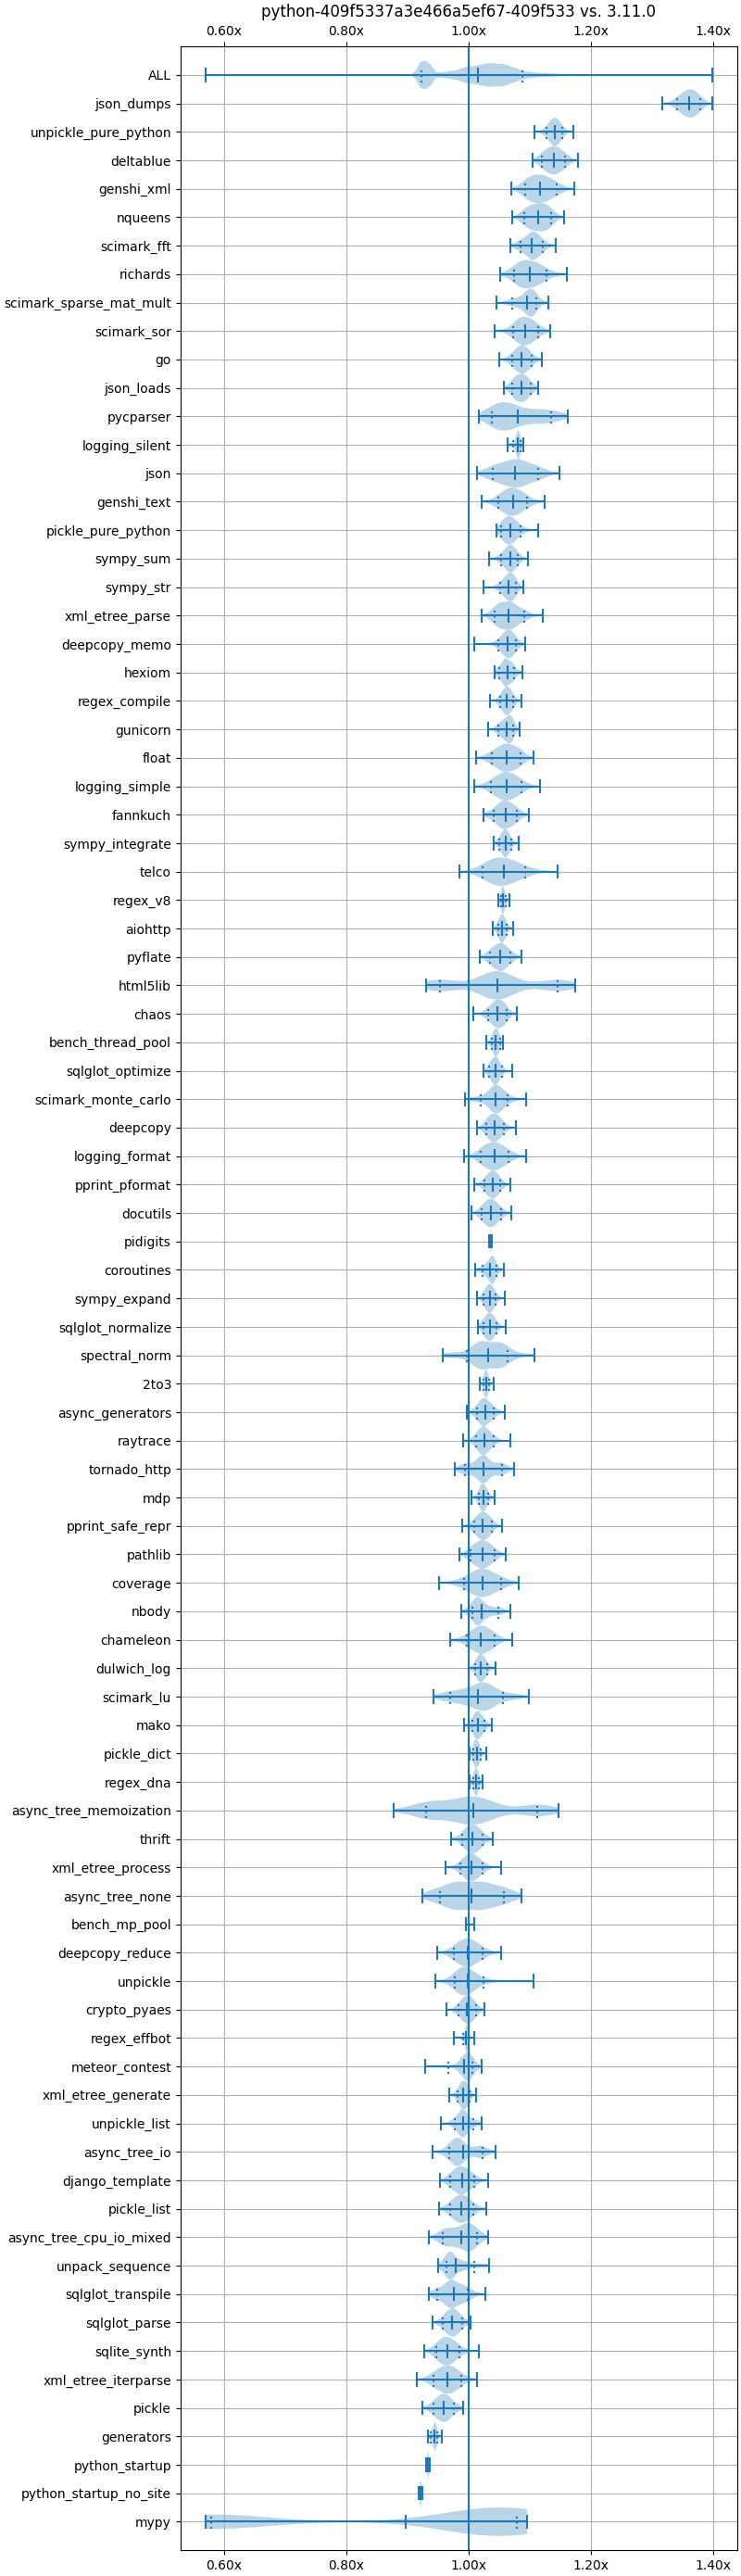 python-409f5337a3e466a5ef67-409f533 vs. 3.11.0
0.60x 0.80x 1.00x 1.20x 1.40x
ALL
json_dumps
unpickle_pure_python
deltablue
genshi_xml
nqueens
scimark_fft
richards
scimark_sparse_mat_mult
scimark_sor
go
json_loads
pycparser
logging_silent
json
genshi_text
pickle_pure_python
sympy_sum
sympy_str
xml_etree_parse
deepcopy_memo
hexiom
regex_compile
gunicorn
float
logging_simple
fannkuch
sympy_integrate
telco
regex_v8
aiohttp
pyflate
html5lib
chaos
bench_thread_pool
sqlglot_optimize
scimark_monte_carlo
deepcopy
logging_format
pprint_pformat
docutils
pidigits
coroutines
sympy_expand
sqlglot_normalize
spectral_norm
2to3
async_generators
raytrace
tornado_http
mdp
pprint_safe_repr
pathlib
coverage
nbody
chameleon
dulwich_log
scimark_lu
mako
pickle_dict
regex_dna
async_tree_memoization
thrift
xml_etree_process
async_tree_none
bench_mp_pool
deepcopy_reduce
unpickle
crypto_pyaes
regex_effbot
meteor_contest
xml_etree_generate
unpickle_list
async_tree_io
django_template
pickle_list
async_tree_cpu_io_mixed
unpack_sequence
sqlglot_transpile
sqlglot_parse
sqlite_synth
xml_etree_iterparse
pickle
generators
python_startup
python_startup_no_site
mypy
0.60x 0.80x 1.00x 1.20x 1.40x